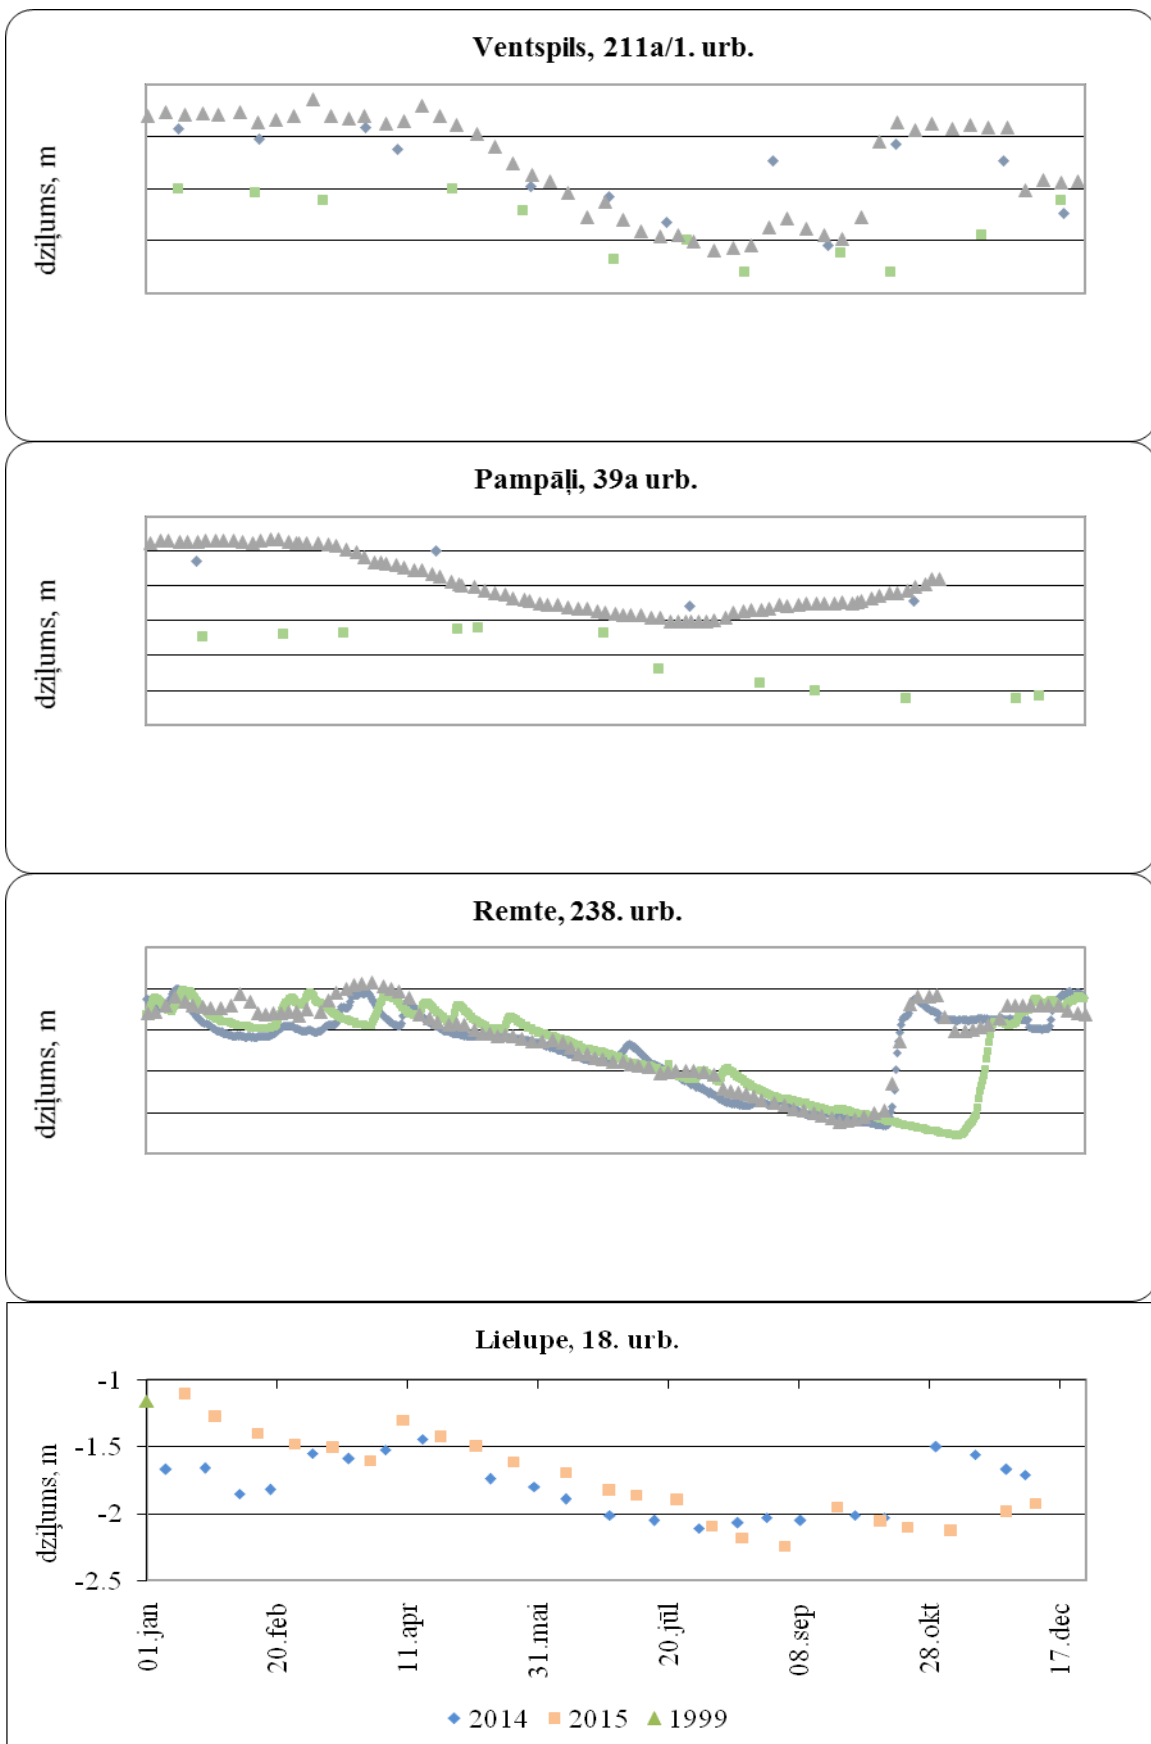 Ventspils, 211a/1. urb.
dziļums, m
Pampāļi, 39a urb.
dziļums, m
Remte, 238. urb.
dziļums, m
Lielupe, 18. urb.
dziļums, m
-1
-1.5
-2
-2.5
01.jan
20.feb
11.apr
31.mai
20.jūl
08.sep
28.okt
17.dec
2014 2015 1999